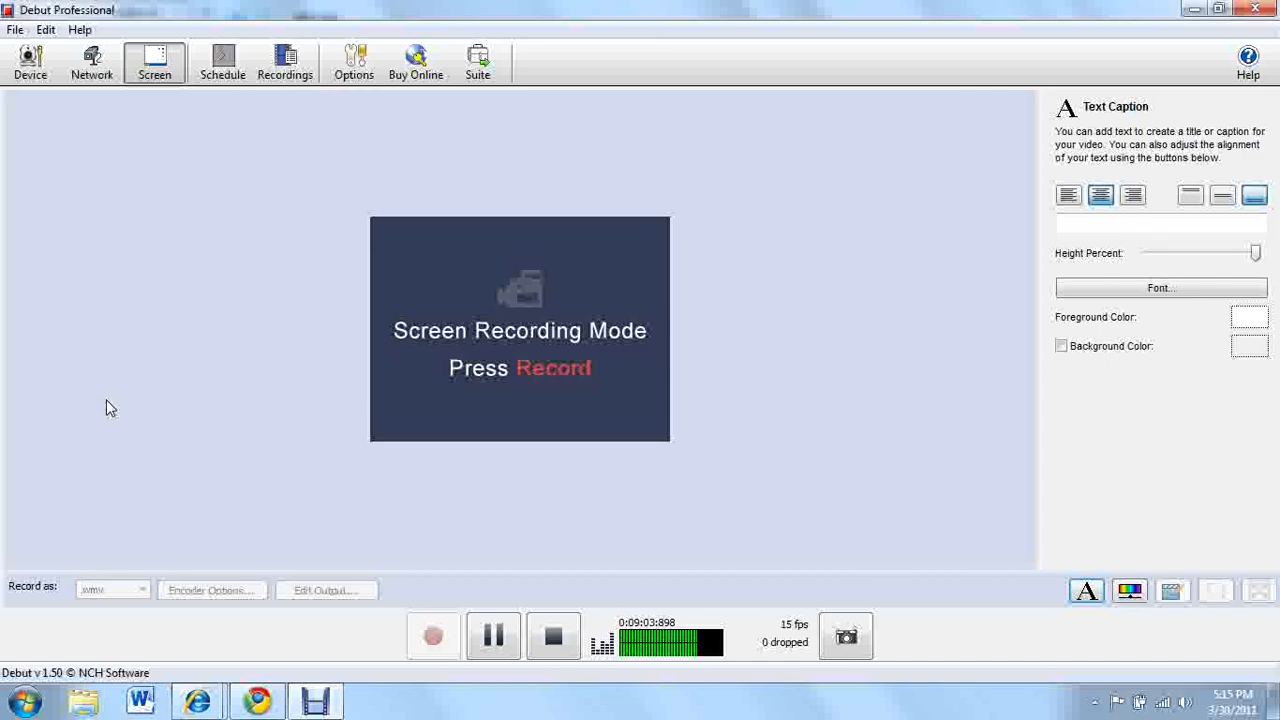 Debut Professional
File Edit Help
Device Network Screen Schedule Recordings Options Buy Online Suite Help
A Text Caption
You can add text to create a title or caption for
your video. You can also adjust the alignment
of your text using the buttons below.
Height Percent:
Font...
Foreground Color:
Background Color:
Screen Recording Mode
Press Record
Record as: .wmv Encoder Options... Edit Output.... A
0:09:03:898 15 fps
0 dropped
Debut v 1.50 © NCH Software
5:15 PM
3/30/2011